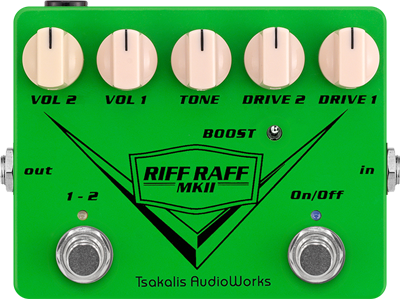 VOL 2 VOL 1 TONE DRIVE 2 DRIVE 1
BOOST
out RIFF RAFF in
MKII
1 - 2 On/Off
Tsakalis AudioWorks